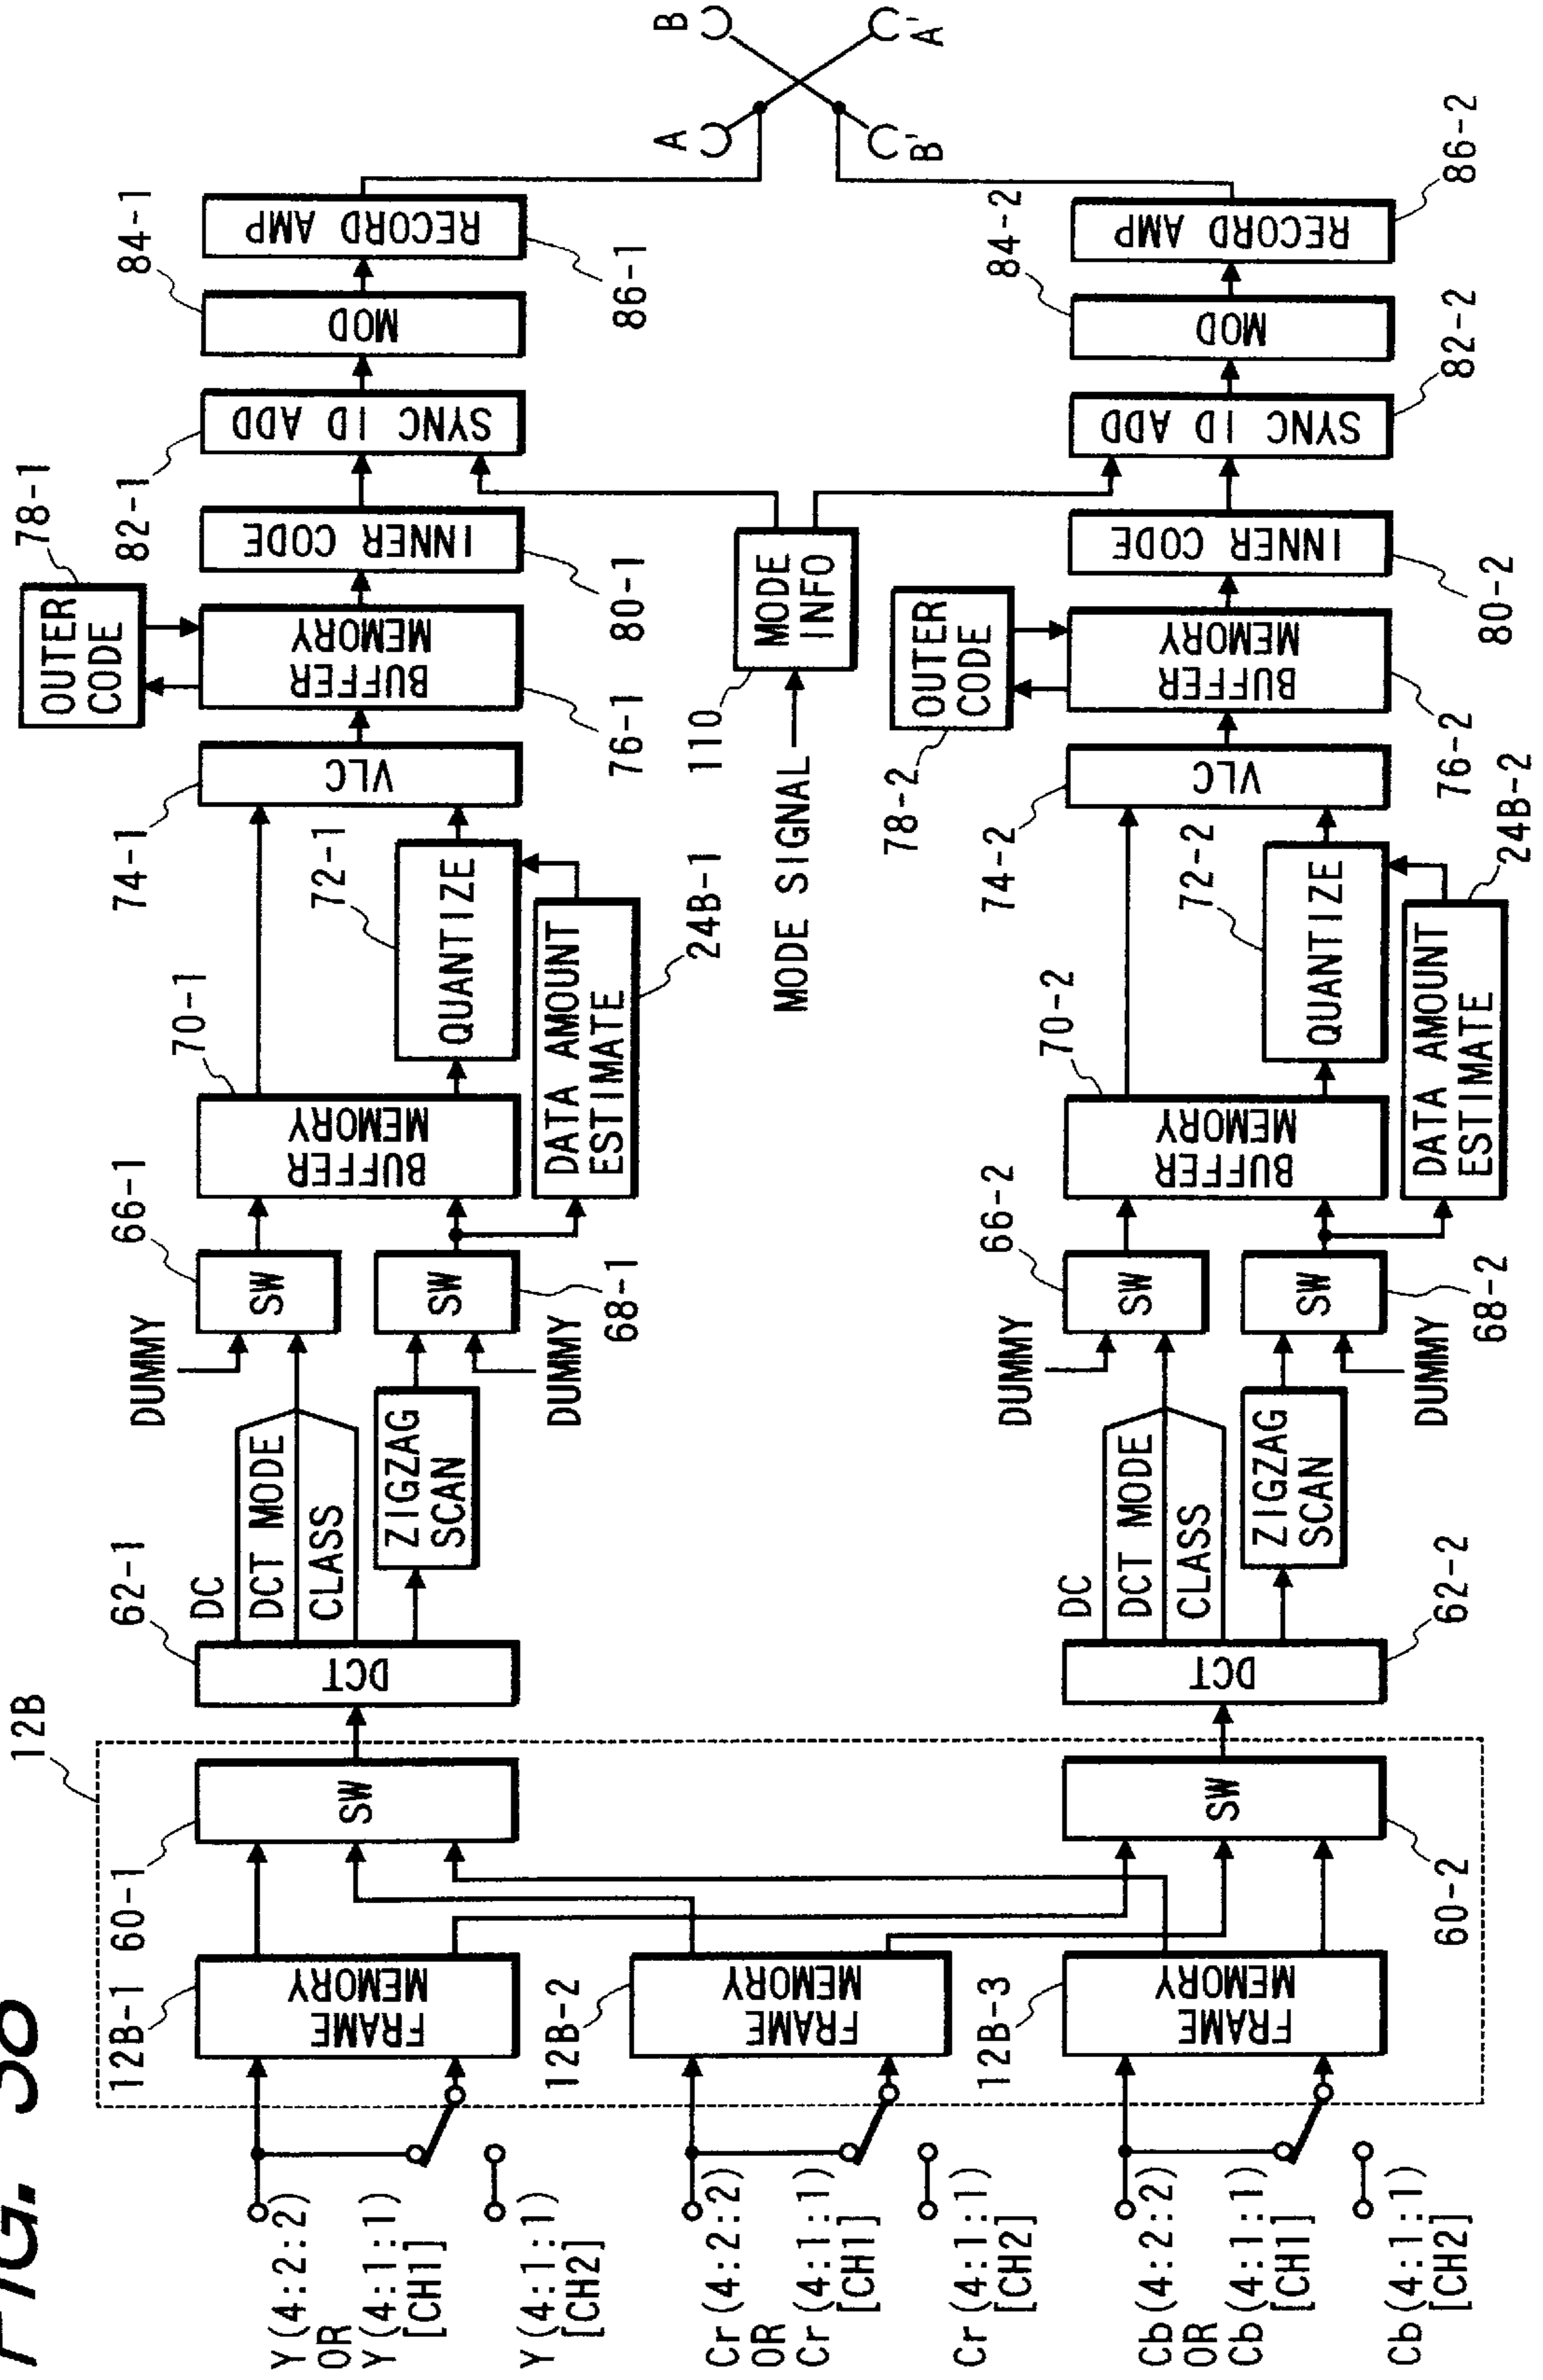 FIG. 38
12B
12B-1
60-1
62-1
66-1
70-1
74-1
78-1
82-1
84-1
Y(4:2:2)
OR
Y(4:1:1)
[CH1]
Y(4:1:1)
[CH2]
FRAME
MEMORY
SW
DCT
DC
DCT MODE
CLASS
ZIGZAG
SCAN
DUMMY
SW
SW
DUMMY
68-1
BUFFER
MEMORY
72-1
QUANTIZE
DATA AMOUNT
ESTIMATE
24B-1
VLC
OUTER
CODE
BUFFER
MEMORY
76-1
INNER CODE
80-1
SYNC ID ADD
MOD
RECORD AMP
86-1
A
B
B'
A'
12B-2
Cr(4:2:2)
OR
Cr(4:1:1)
[CH1]
Cr(4:1:1)
[CH2]
FRAME
MEMORY
MODE SIGNAL
110
MODE
INFO
12B-3
Cb(4:2:2)
OR
Cb(4:1:1)
[CH1]
Cb(4:1:1)
[CH2]
FRAME
MEMORY
SW
60-2
DCT
62-2
DC
DCT MODE
CLASS
ZIGZAG
SCAN
DUMMY
66-2
SW
SW
DUMMY
68-2
70-2
BUFFER
MEMORY
72-2
QUANTIZE
DATA AMOUNT
ESTIMATE
24B-2
74-2
VLC
78-2
OUTER
CODE
BUFFER
MEMORY
76-2
INNER CODE
80-2
SYNC ID ADD
82-2
84-2
MOD
RECORD AMP
86-2